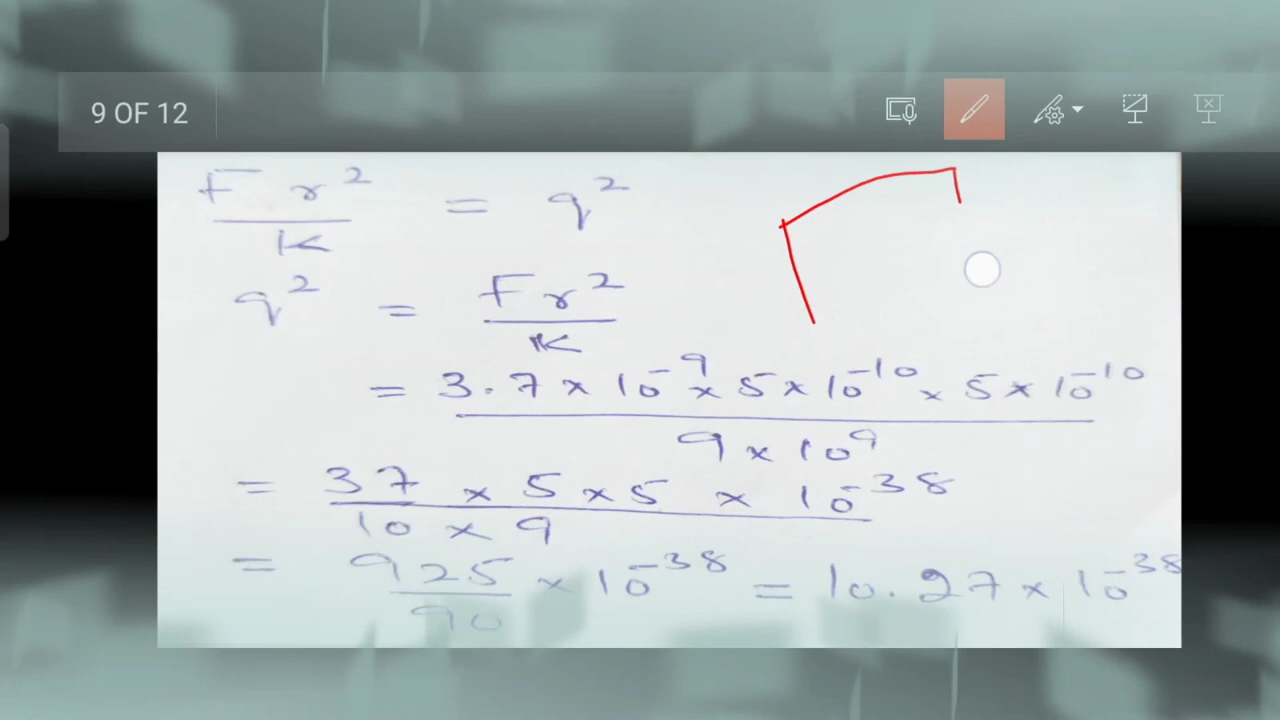 9 OF 12
F r² / K = q²
q² = F r² / K
= 3.7 × 10⁻⁹ × 5 × 10⁻¹⁰ × 5 × 10⁻¹⁰ / 9 × 10⁹
= 37 × 5 × 5 × 10⁻³⁸ / 10 × 9
= 925 / 90 × 10⁻³⁸ = 10.27 × 10⁻³⁸